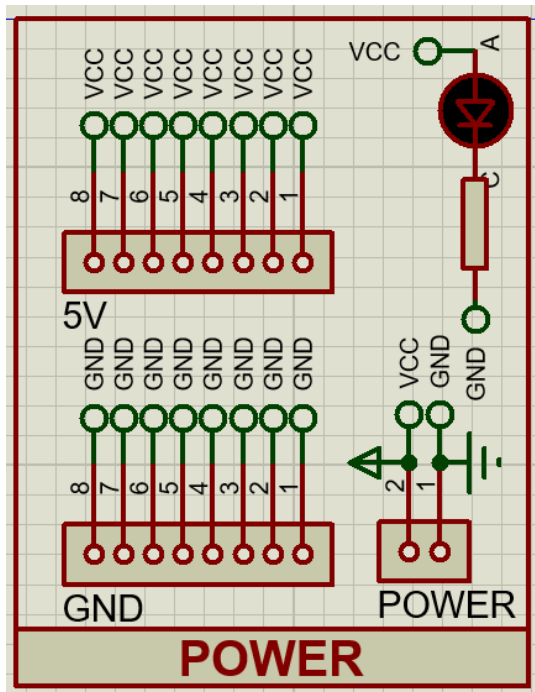 VCC VCC VCC VCC VCC VCC VCC VCC
8 7 6 5 4 3 2 1
5V
GND GND GND GND GND GND GND GND
8 7 6 5 4 3 2 1
GND
VCC
A
C
GND
VCC GND
2 1
POWER
POWER